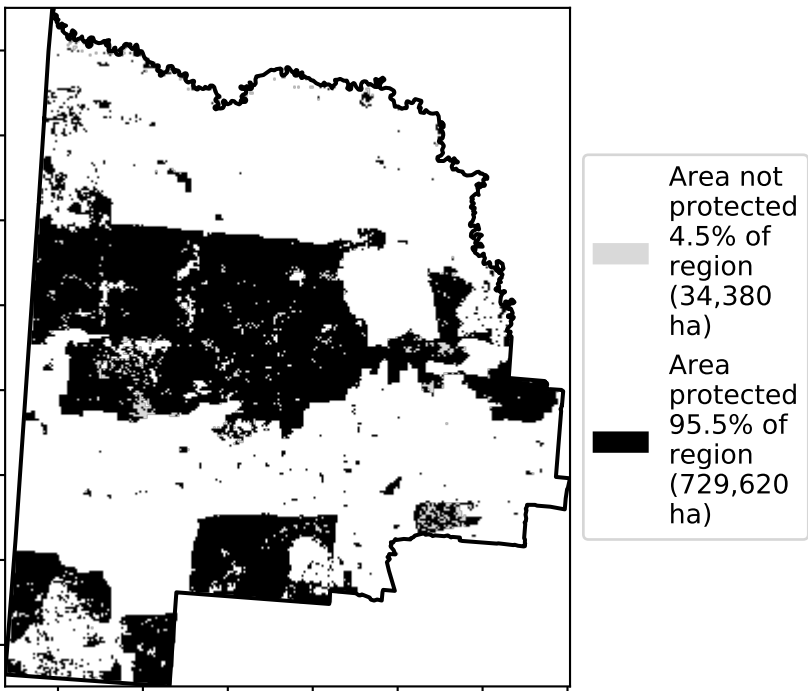 Area not
protected
4.5% of
region
(34,380
ha)
Area
protected
95.5% of
region
(729,620
ha)